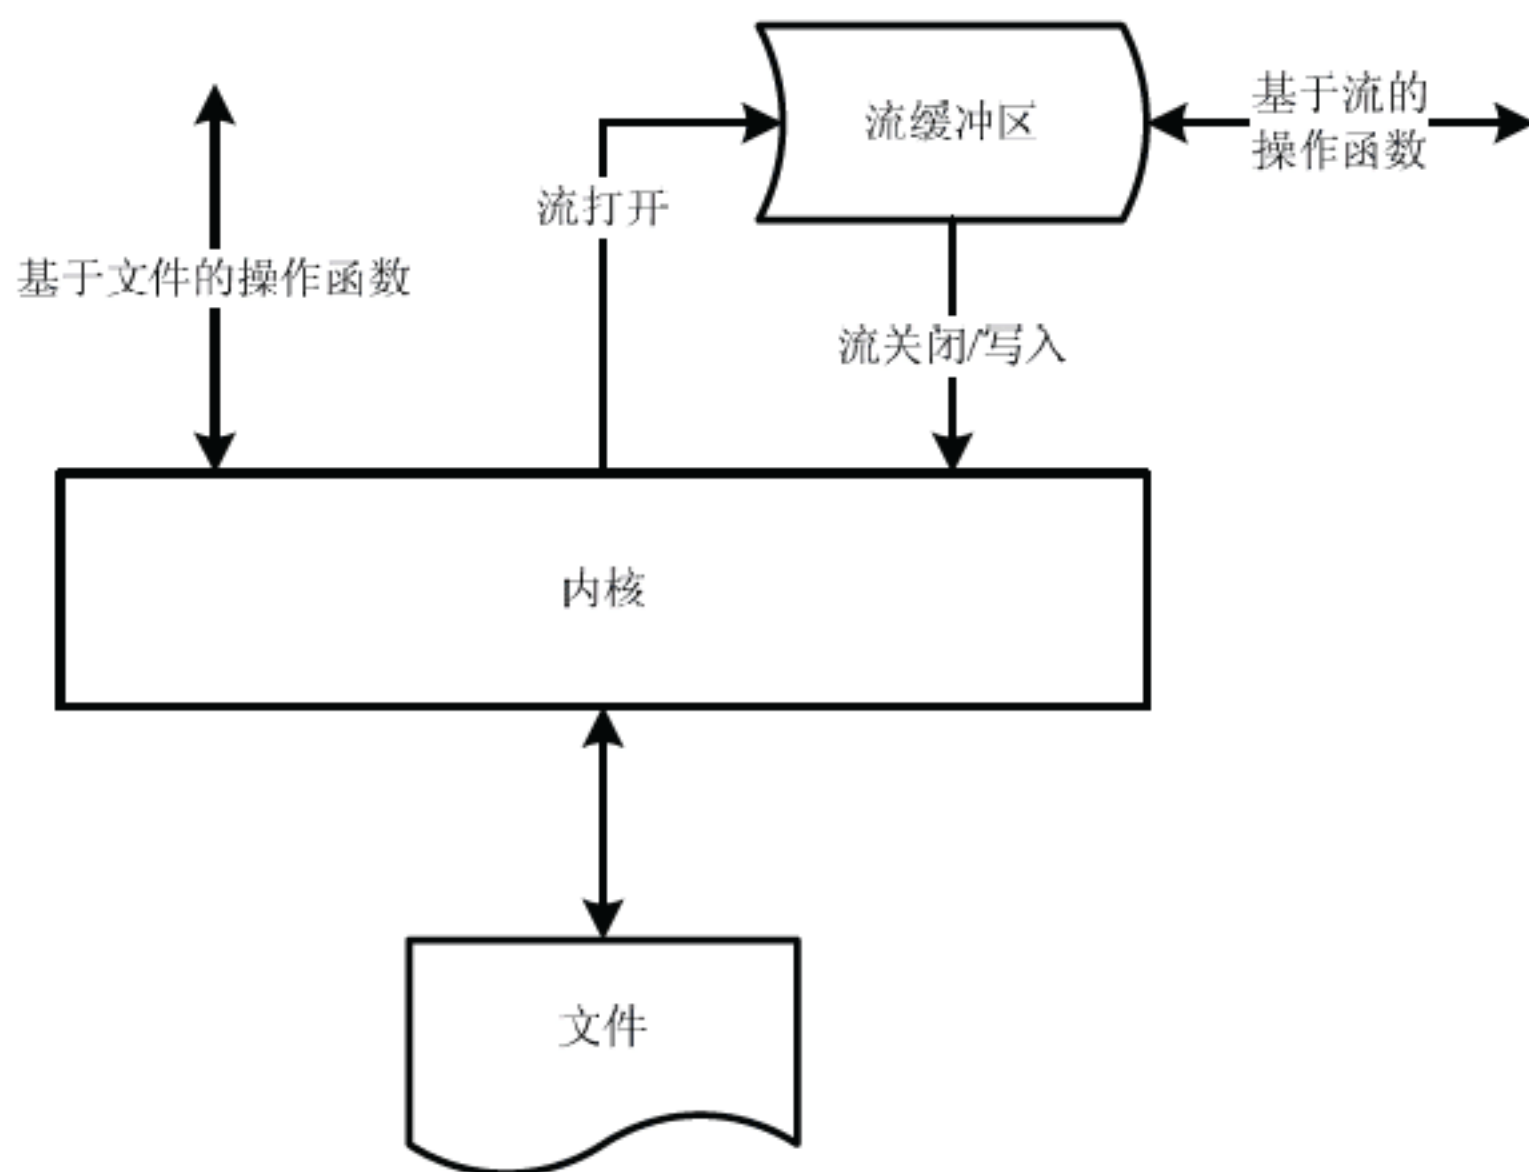 流缓冲区
基于流的
操作函数
流打开
基于文件的操作函数
流关闭/写入
内核
文件